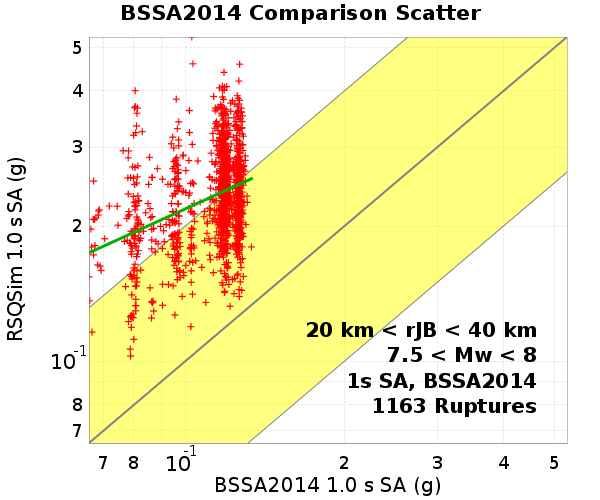 BSSA2014 Comparison Scatter
RSQSim 1.0 s SA (g)
5
4
3
2
10-1
8
7
20 km < rJB < 40 km
7.5 < Mw < 8
1s SA, BSSA2014
1163 Ruptures
7 8 10-1 2 3 4 5
BSSA2014 1.0 s SA (g)